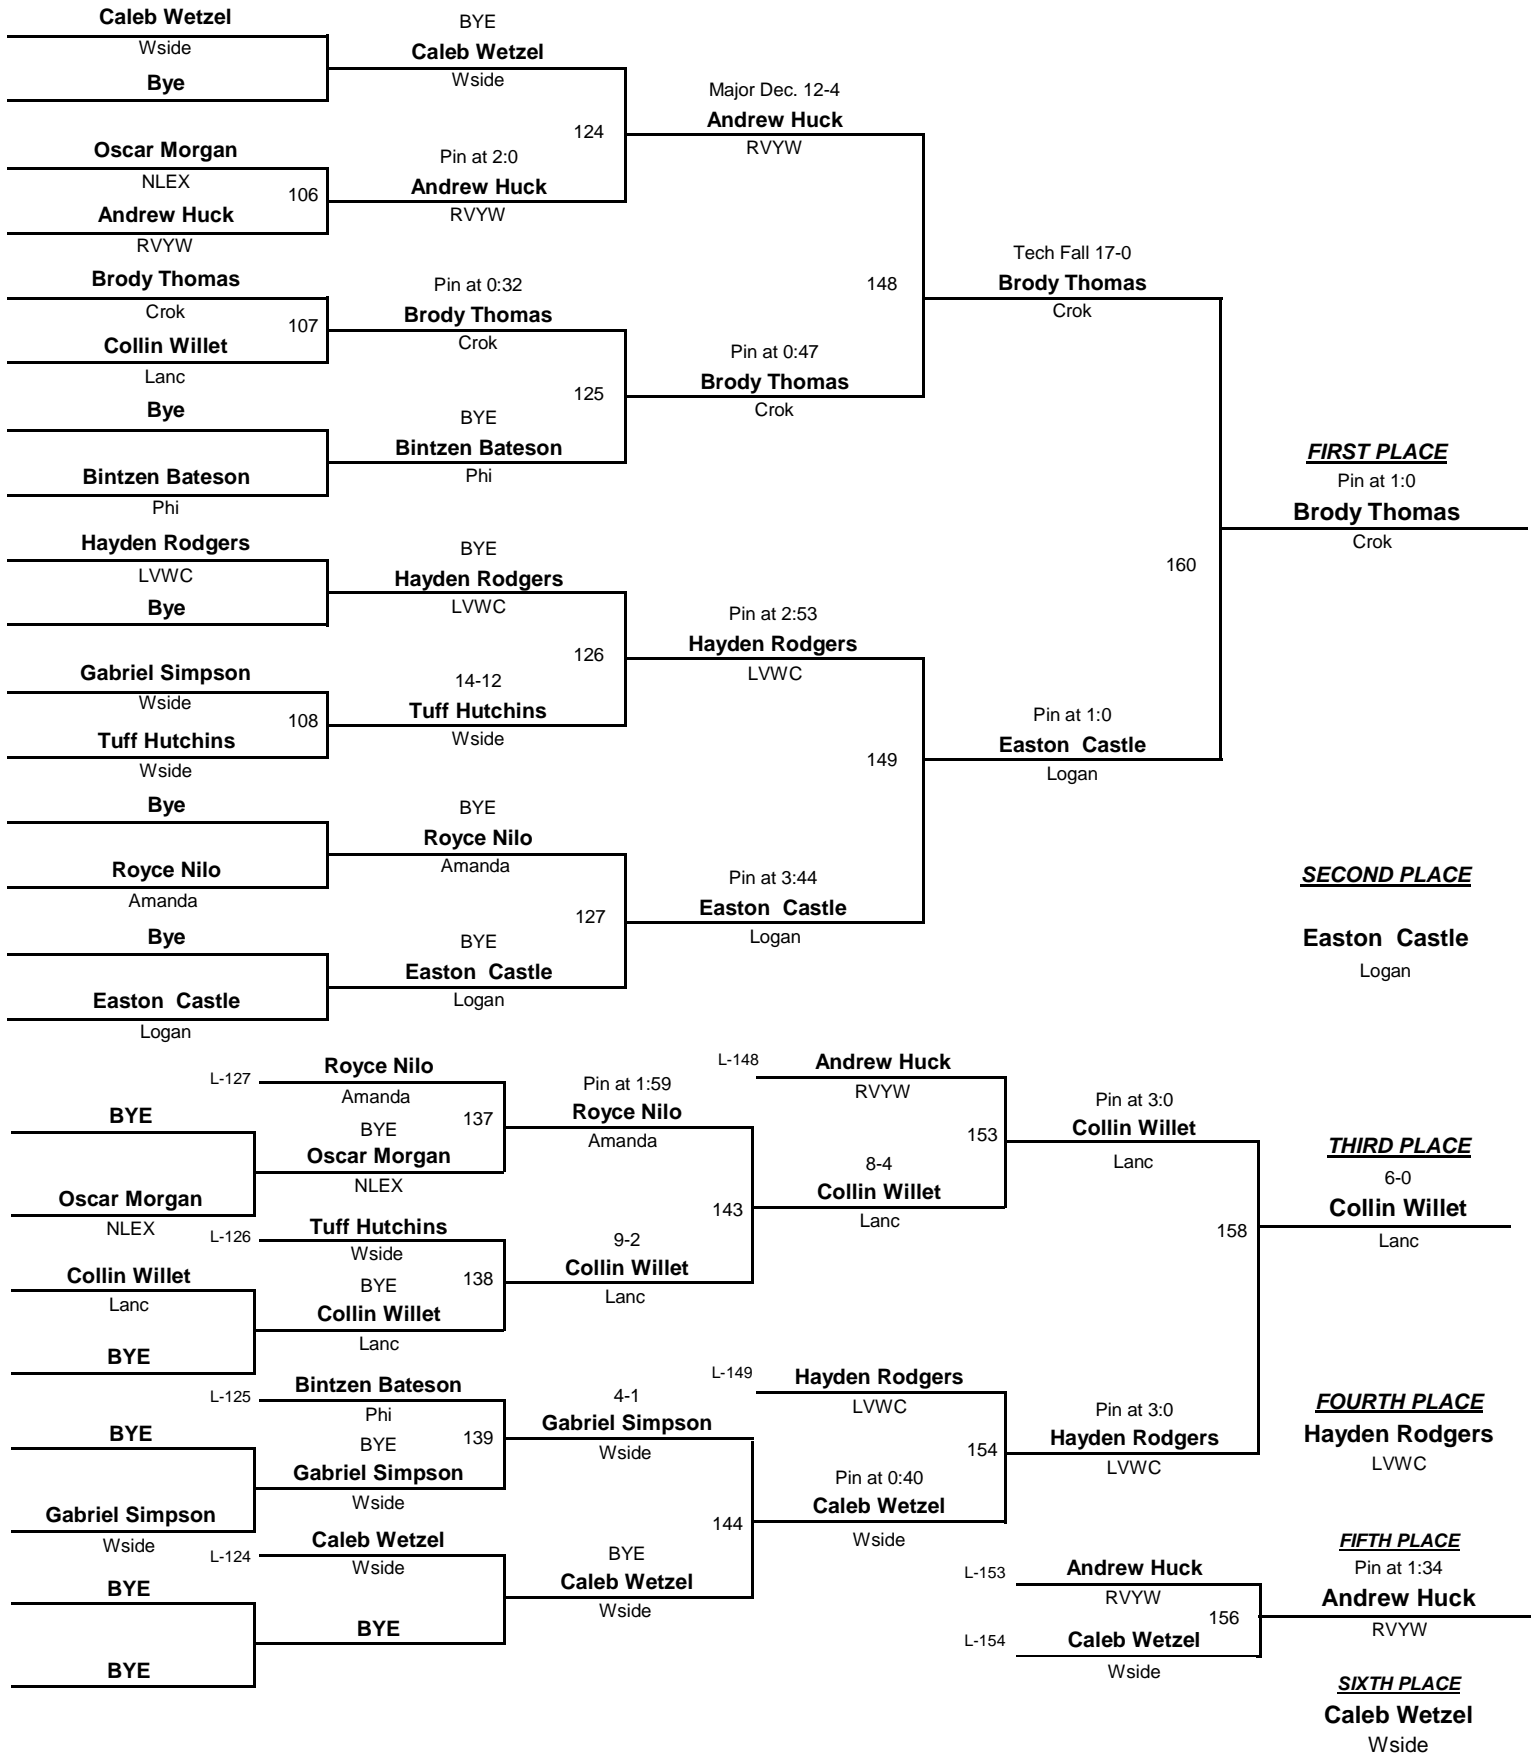 Caleb Wetzel
Wside
Bye
Oscar Morgan
NLEX
106
Andrew Huck
RVYW
Brody Thomas
Crok
107
Collin Willet
Lanc
Bye
Bintzen Bateson
Phi
Hayden Rodgers
LVWC
Bye
Gabriel Simpson
Wside
108
Tuff Hutchins
Wside
Bye
Royce Nilo
Amanda
Bye
Easton  Castle
Logan
BYE
Caleb Wetzel
Wside
124
Pin at 2:0
Andrew Huck
RVYW
Pin at 0:32
Brody Thomas
Crok
125
BYE
Bintzen Bateson
Phi
BYE
Hayden Rodgers
LVWC
126
14-12
Tuff Hutchins
Wside
BYE
Royce Nilo
Amanda
127
BYE
Easton  Castle
Logan
Major Dec. 12-4
Andrew Huck
RVYW
148
Pin at 0:47
Brody Thomas
Crok
Pin at 2:53
Hayden Rodgers
LVWC
149
Pin at 3:44
Easton  Castle
Logan
Tech Fall 17-0
Brody Thomas
Crok
160
Pin at 1:0
Easton  Castle
Logan
FIRST PLACE
Pin at 1:0
Brody Thomas
Crok
SECOND PLACE
Easton  Castle
Logan
BYE
Oscar Morgan
NLEX
Collin Willet
Lanc
BYE
BYE
Gabriel Simpson
Wside
BYE
BYE
L-127
Royce Nilo
Amanda
137
BYE
Oscar Morgan
NLEX
L-126
Tuff Hutchins
Wside
138
BYE
Collin Willet
Lanc
L-125
Bintzen Bateson
Phi
139
BYE
Gabriel Simpson
Wside
L-124
Caleb Wetzel
Wside
BYE
Pin at 1:59
Royce Nilo
Amanda
143
9-2
Collin Willet
Lanc
4-1
Gabriel Simpson
Wside
144
BYE
Caleb Wetzel
Wside
L-148
Andrew Huck
RVYW
153
8-4
Collin Willet
Lanc
L-149
Hayden Rodgers
LVWC
154
Pin at 0:40
Caleb Wetzel
Wside
Pin at 3:0
Collin Willet
Lanc
158
Pin at 3:0
Hayden Rodgers
LVWC
THIRD PLACE
6-0
Collin Willet
Lanc
FOURTH PLACE
Hayden Rodgers
LVWC
L-153
Andrew Huck
RVYW
156
L-154
Caleb Wetzel
Wside
FIFTH PLACE
Pin at 1:34
Andrew Huck
RVYW
SIXTH PLACE
Caleb Wetzel
Wside